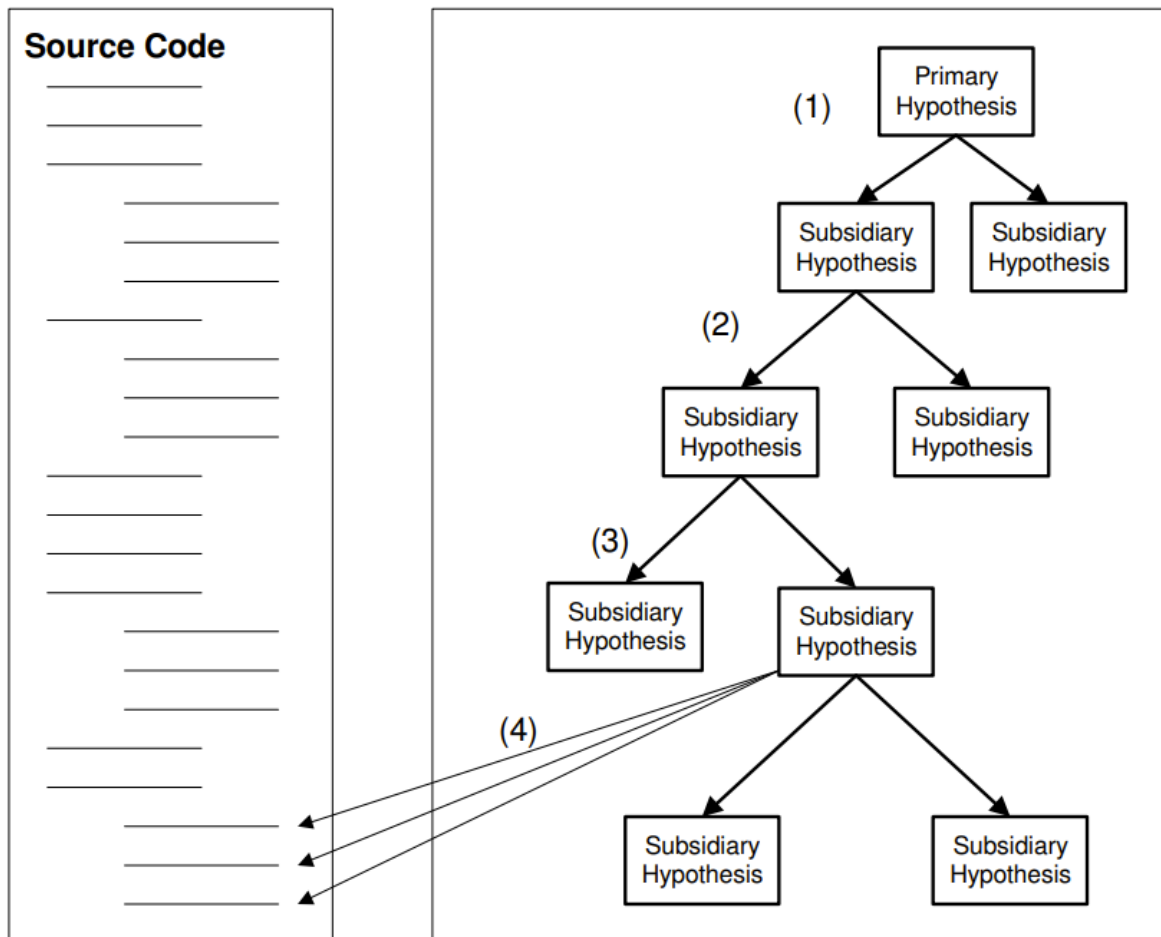 Source Code
Primary
Hypothesis
(1)
Subsidiary
Hypothesis
Subsidiary
Hypothesis
(2)
Subsidiary
Hypothesis
Subsidiary
Hypothesis
(3)
Subsidiary
Hypothesis
Subsidiary
Hypothesis
(4)
Subsidiary
Hypothesis
Subsidiary
Hypothesis